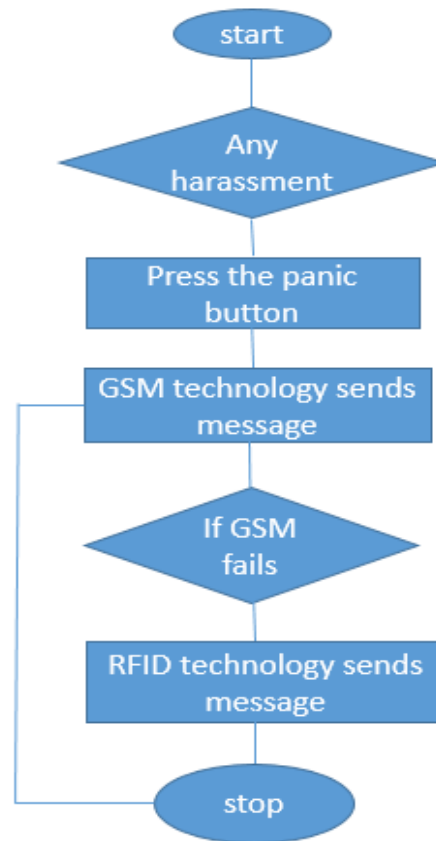 start
Any
harassment
Press the panic
button
GSM technology sends
message
If GSM
fails
RFID technology sends
message
stop